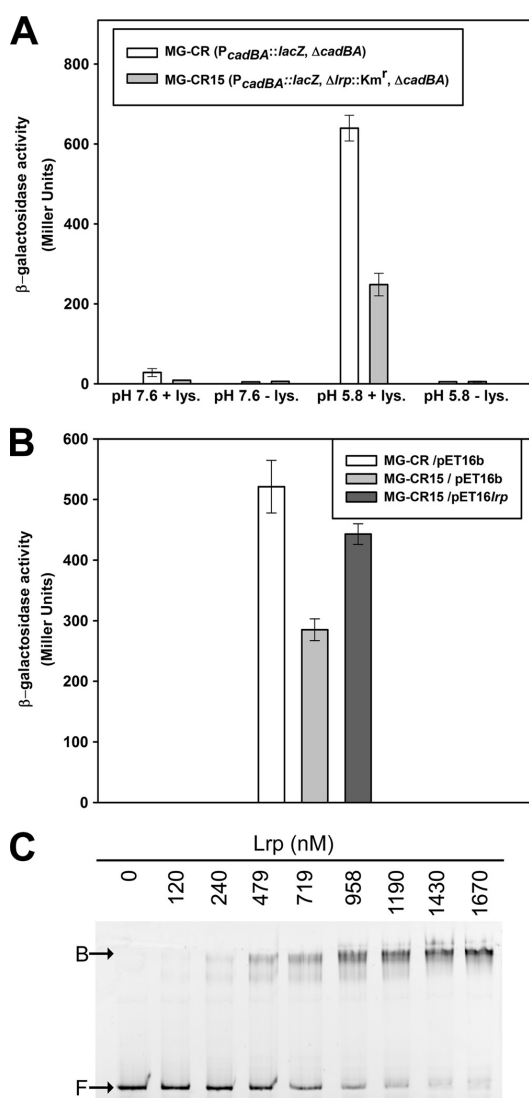 A
MG-CR (PcadBA::lacZ, ΔcadBA)
MG-CR15 (PcadBA::lacZ, Δlrp::Kmr, ΔcadBA)
β−galactosidase activity
(Miller Units)
800
600
400
200
0
pH 7.6 + lys.
pH 7.6 - lys.
pH 5.8 + lys.
pH 5.8 - lys.
B
MG-CR /pET16b
MG-CR15 / pET16b
MG-CR15 /pET16lrp
β−galactosidase activity
(Miller Units)
600
500
400
300
200
100
0
C
Lrp (nM)
0
120
240
479
719
958
1190
1430
1670
B
F